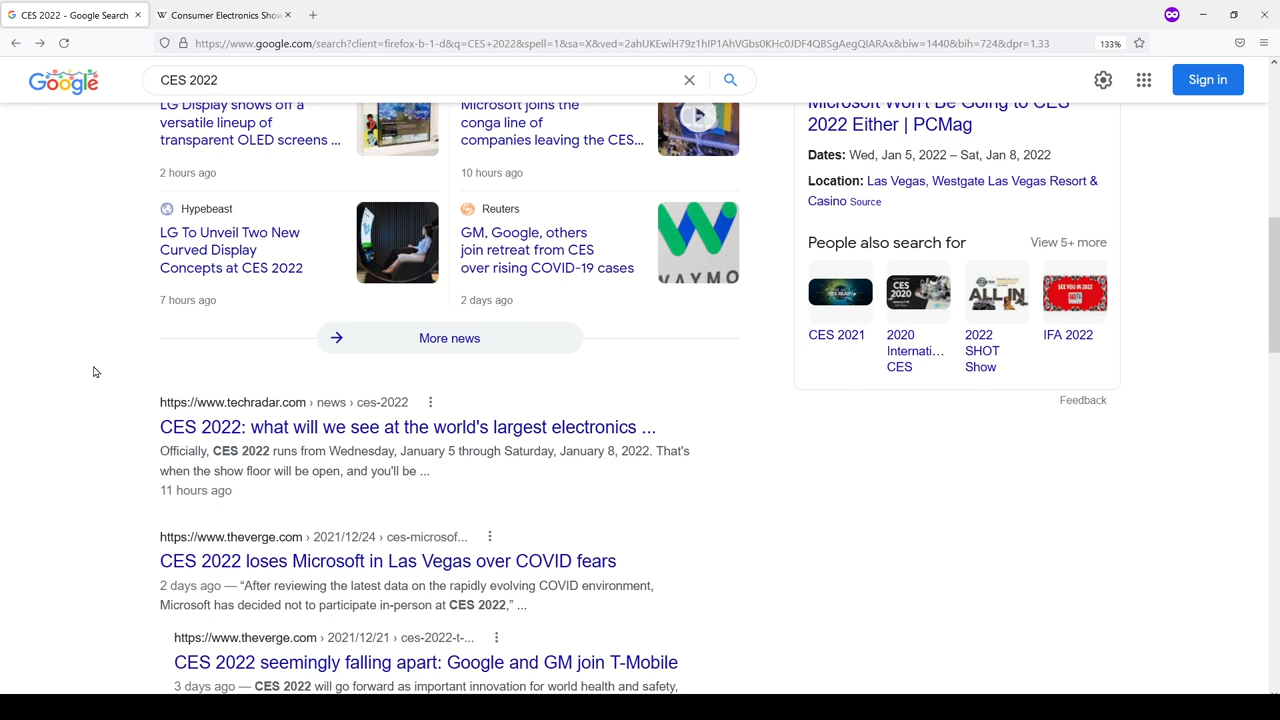 CES 2022 - Google Search
Consumer Electronics Show
https://www.google.com/search?client=firefox-b-1-d&q=CES+2022&spell=1&sa=X&ved=2ahUKEwiH79z1hIP1AhVGbs0KHc0JDF4QBSgAegQIARAx&biw=1440&bih=724&dpr=1.33
133%
Google
CES 2022
Sign in
LG Display shows off a
versatile lineup of
transparent OLED screens ...
2 hours ago
Microsoft joins the
conga line of
companies leaving the CES...
10 hours ago
Hypebeast
LG To Unveil Two New
Curved Display
Concepts at CES 2022
7 hours ago
Reuters
GM, Google, others
join retreat from CES
over rising COVID-19 cases
2 days ago
WAYMO
More news
https://www.techradar.com › news › ces-2022
CES 2022: what will we see at the world's largest electronics ...
Officially, CES 2022 runs from Wednesday, January 5 through Saturday, January 8, 2022. That's
when the show floor will be open, and you'll be ...
11 hours ago
https://www.theverge.com › 2021/12/24 › ces-microsof...
CES 2022 loses Microsoft in Las Vegas over COVID fears
2 days ago — “After reviewing the latest data on the rapidly evolving COVID environment,
Microsoft has decided not to participate in-person at CES 2022,” ...
https://www.theverge.com › 2021/12/21 › ces-2022-t-...
CES 2022 seemingly falling apart: Google and GM join T-Mobile
3 days ago — CES 2022 will go forward as important innovation for world health and safety,
Microsoft Won't Be Going to CES
2022 Either | PCMag
Dates: Wed, Jan 5, 2022 – Sat, Jan 8, 2022
Location: Las Vegas, Westgate Las Vegas Resort &
Casino Source
People also search for
View 5+ more
CES READY
CES
2020
ALL IN
SEE YOU IN 2022
CES 2021
2020
Internati...
CES
2022
SHOT
Show
IFA 2022
Feedback